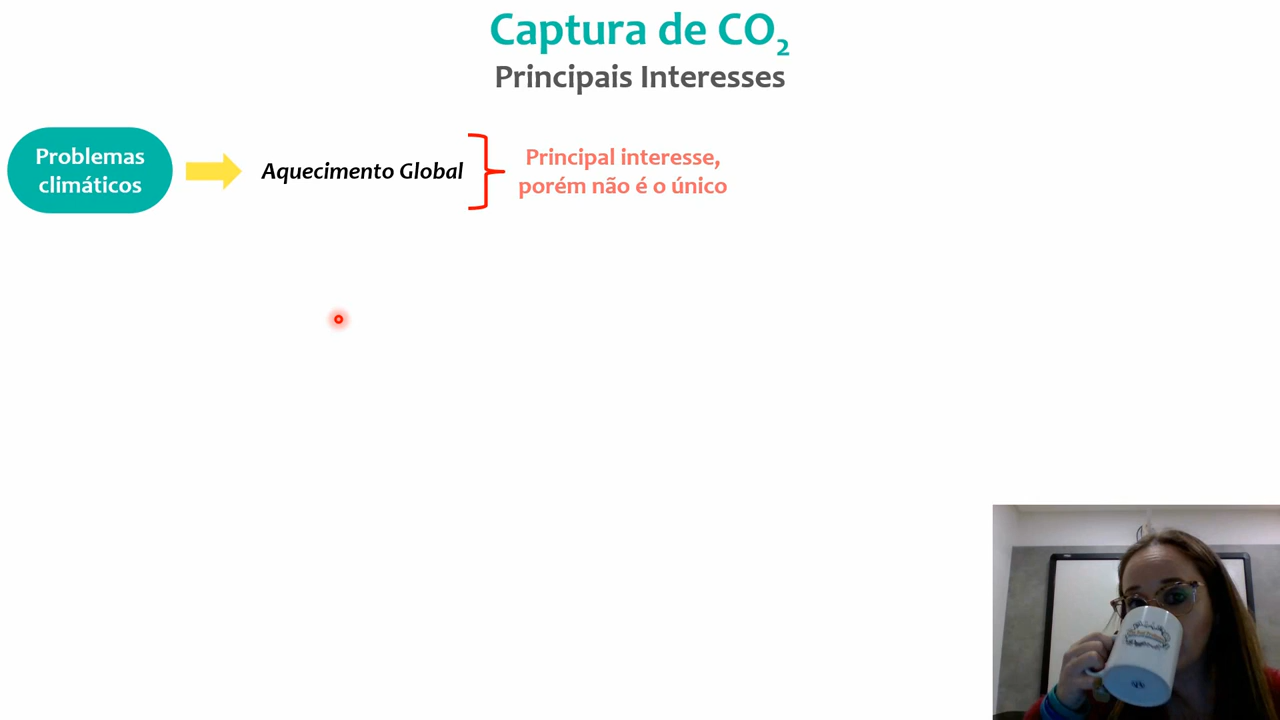 Captura de CO₂
Principais Interesses
Problemas
climáticos
Aquecimento Global
Principal interesse,
porém não é o único